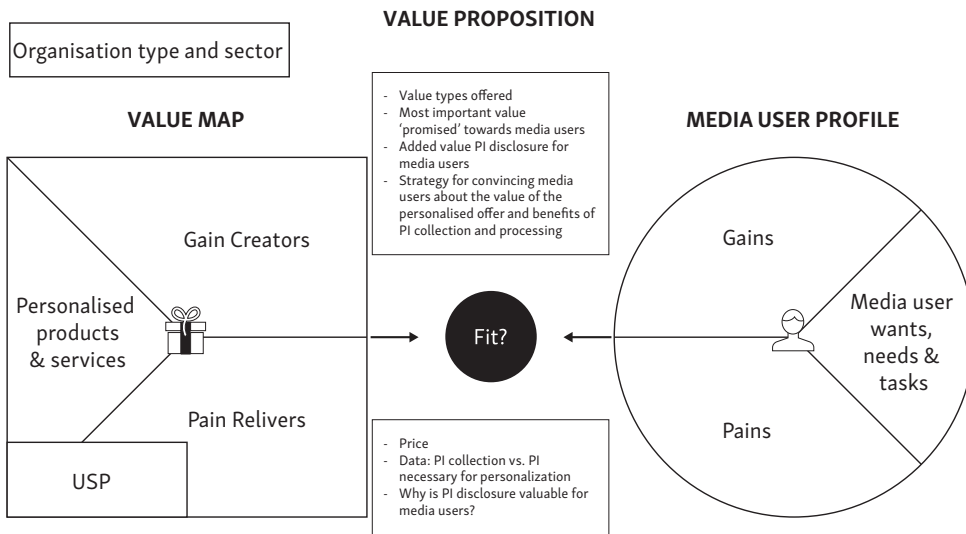 VALUE PROPOSITION
Organisation type and sector
VALUE MAP
- Value types offered
- Most important value
'promised' towards media users
- Added value PI disclosure for
media users
- Strategy for convincing media
users about the value of the
personalised offer and benefits of
PI collection and processing
MEDIA USER PROFILE
Gain Creators
Personalised
products
& services
Pain Relivers
USP
Fit?
Gains
Media user
wants,
needs &
tasks
Pains
- Price
- Data: PI collection vs. PI
necessary for personalization
- Why is PI disclosure valuable for
media users?